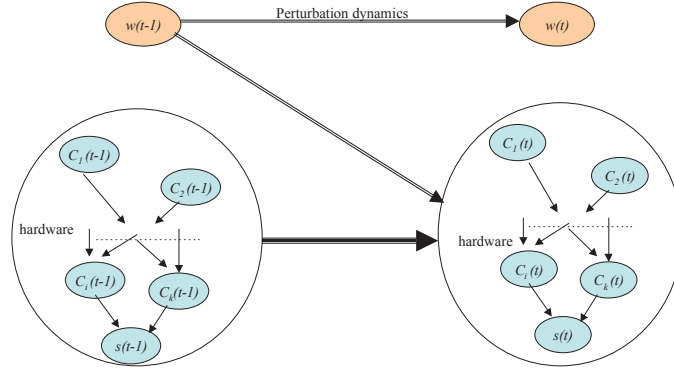 w(t-1)
Perturbation dynamics
w(t)
C1(t-1)
C2(t-1)
hardware
Ci(t-1)
Ck(t-1)
s(t-1)
C1(t)
C2(t)
hardware
Ci(t)
Ck(t)
s(t)